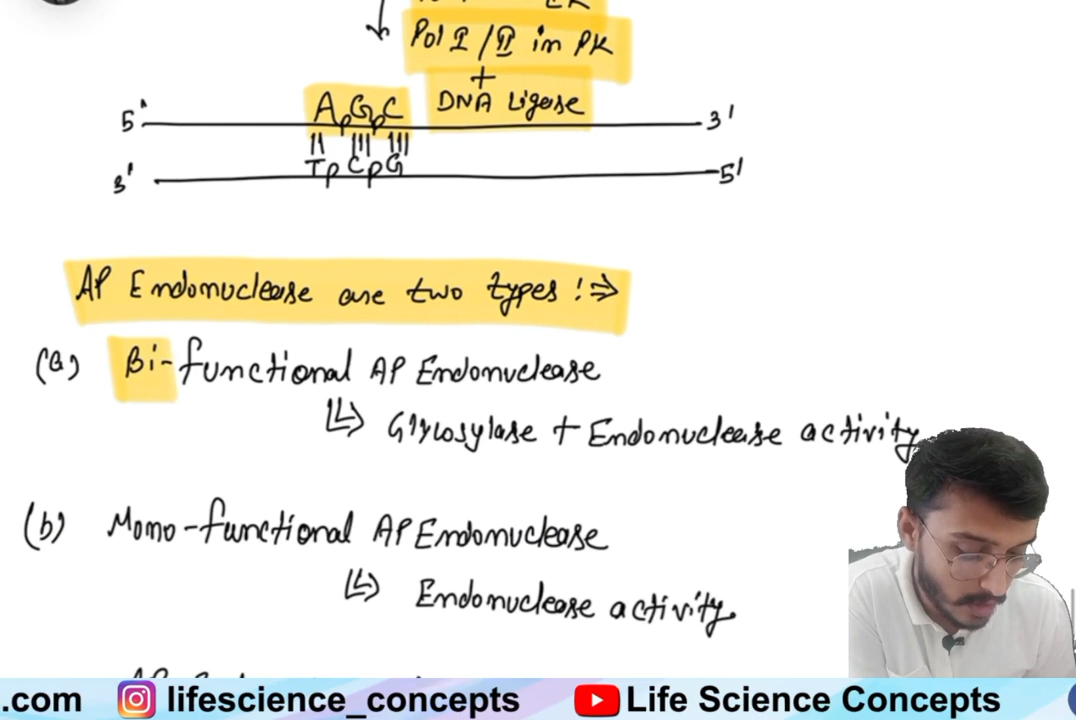 Pol I / II in PK
+
DNA Ligase
5' ApGpC 3'
3' TpCpG 5'
AP Endonuclease are two types :⇒
(a) Bi-functional AP Endonuclease
↳ Glycosylase + Endonuclease activity
(b) Mono-functional AP Endonuclease
↳ Endonuclease activity.
.com lifescience_concepts Life Science Concepts